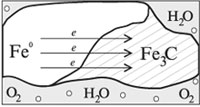 H₂O
e
Fe⁰ e Fe₃C
e
O₂ H₂O O₂